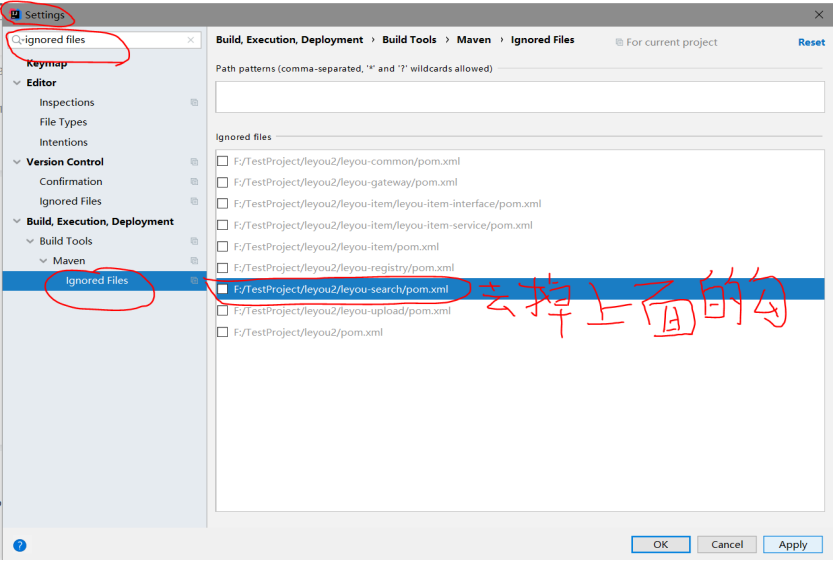 Settings
ignored files
Build, Execution, Deployment › Build Tools › Maven › Ignored Files
For current project
Reset
Keymap
Editor
Inspections
File Types
Intentions
Version Control
Confirmation
Ignored Files
Build, Execution, Deployment
Build Tools
Maven
Ignored Files
Path patterns (comma-separated, '*' and '?' wildcards allowed)
Ignored files
F:/TestProject/leyou2/leyou-common/pom.xml
F:/TestProject/leyou2/leyou-gateway/pom.xml
F:/TestProject/leyou2/leyou-item/leyou-item-interface/pom.xml
F:/TestProject/leyou2/leyou-item/leyou-item-service/pom.xml
F:/TestProject/leyou2/leyou-item/pom.xml
F:/TestProject/leyou2/leyou-registry/pom.xml
F:/TestProject/leyou2/leyou-search/pom.xml
去掉上面的勾
F:/TestProject/leyou2/leyou-upload/pom.xml
F:/TestProject/leyou2/pom.xml
?
OK
Cancel
Apply